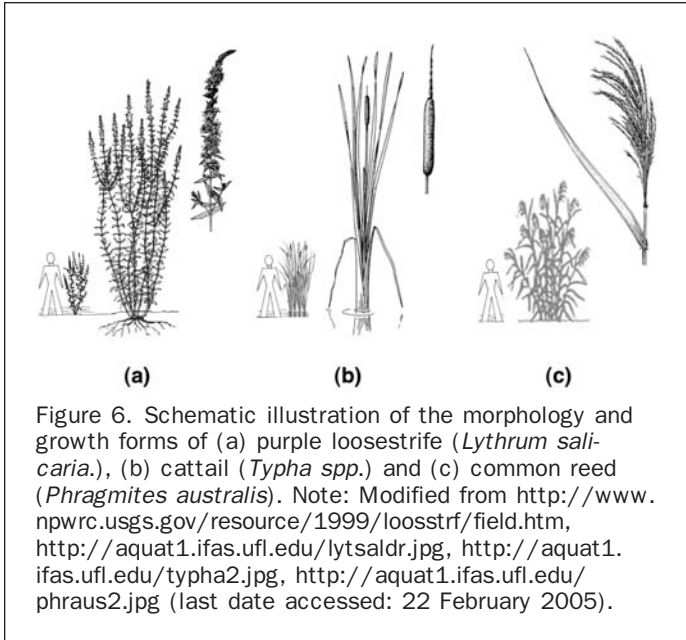 (a) (b) (c)
Figure 6. Schematic illustration of the morphology and
growth forms of (a) purple loosestrife (Lythrum sali-
caria.), (b) cattail (Typha spp.) and (c) common reed
(Phragmites australis). Note: Modified from http://www.
npwrc.usgs.gov/resource/1999/loosstrf/field.htm,
http://aquat1.ifas.ufl.edu/lytsaldr.jpg, http://aquat1.
ifas.ufl.edu/typha2.jpg, http://aquat1.ifas.ufl.edu/
phraus2.jpg (last date accessed: 22 February 2005).